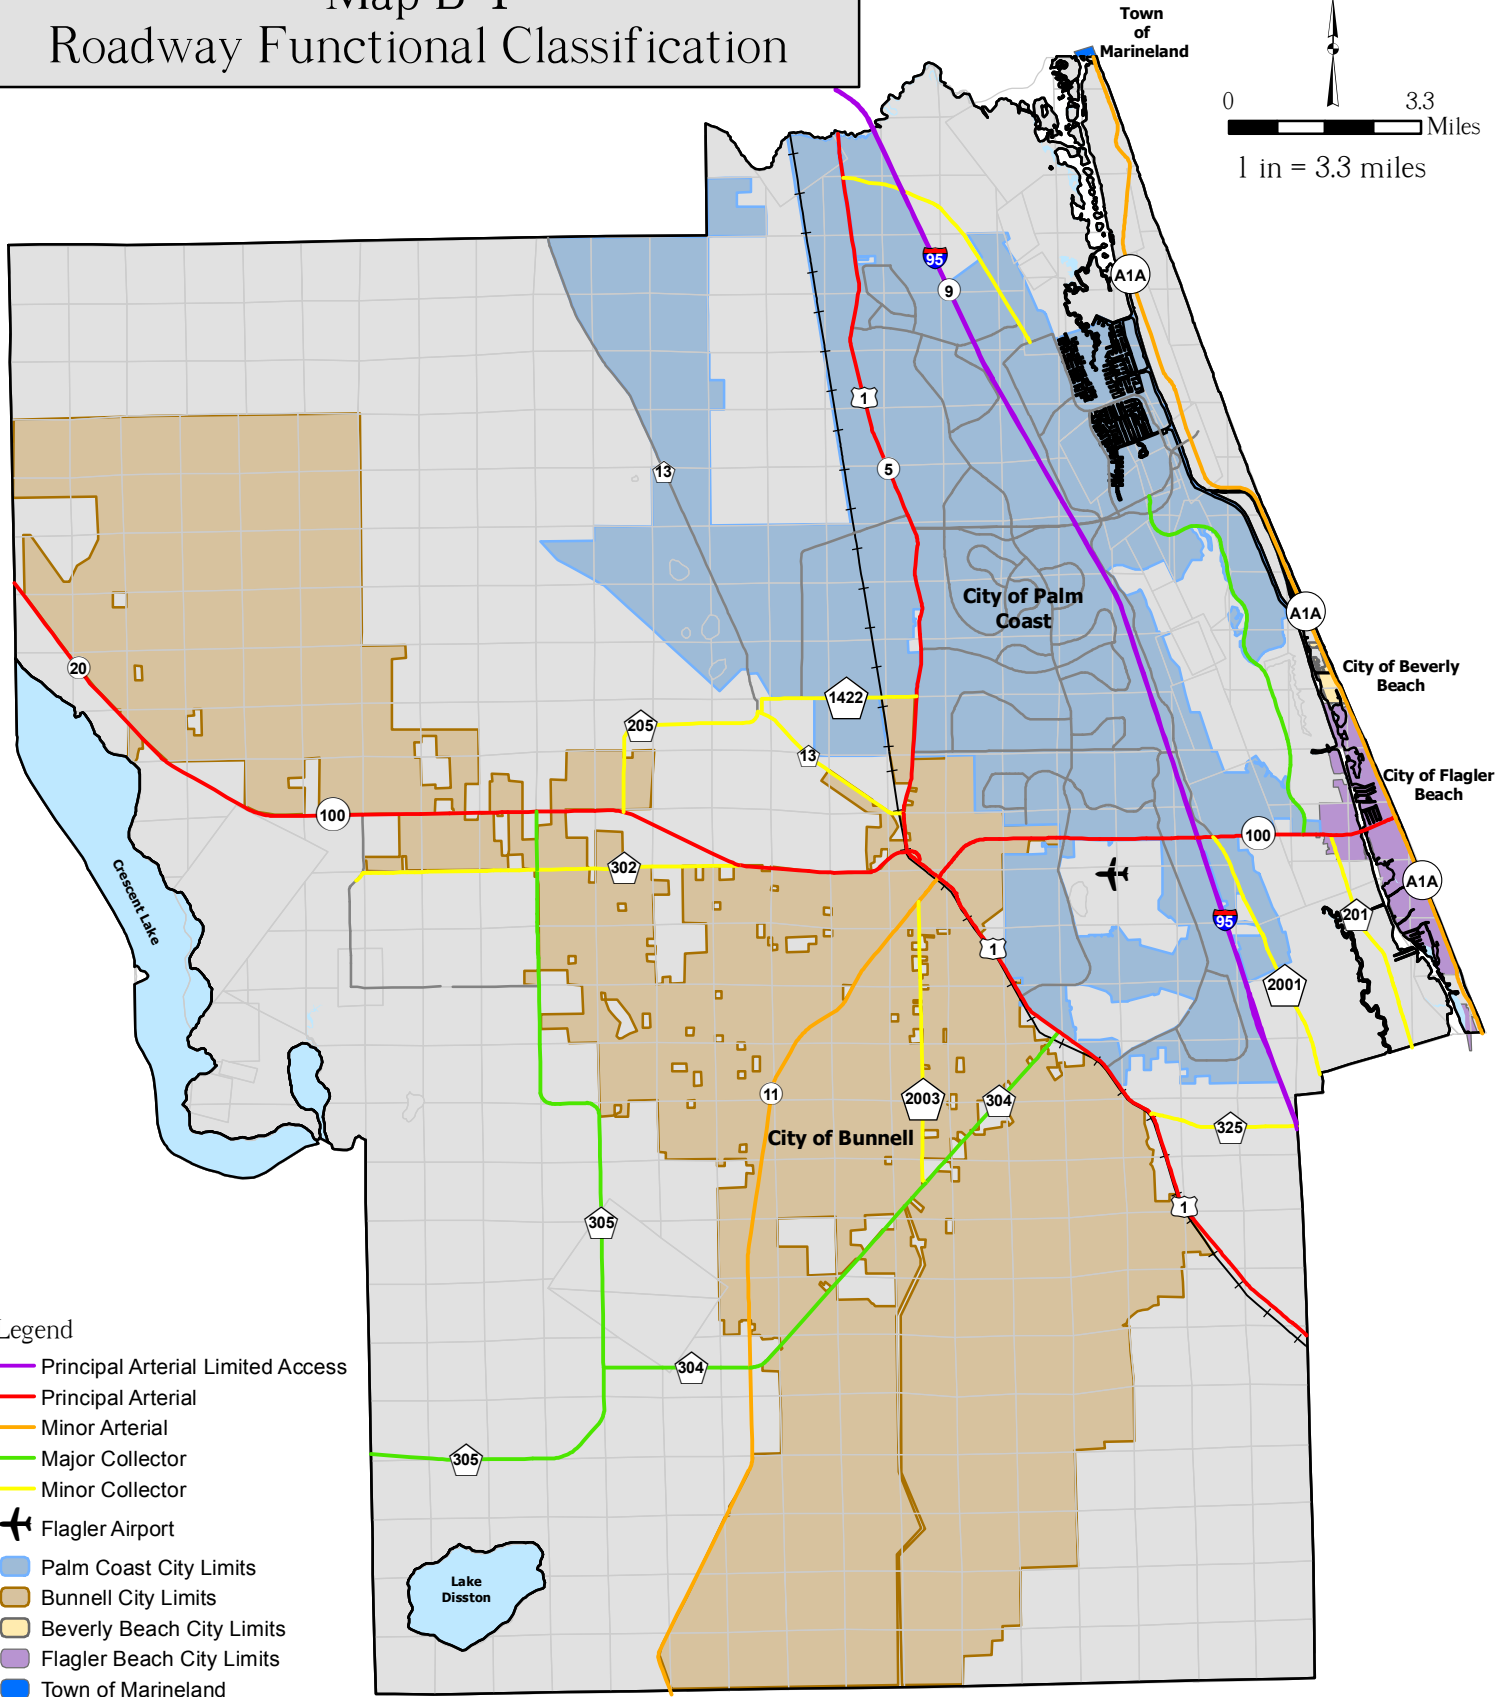 Roadway Functional Classification
Town
of
Marineland
0 3.3
Miles
1 in = 3.3 miles
95
9
A1A
1
5
13
City of Palm
Coast
A1A
20
City of Beverly
Beach
1422
205
13
City of Flagler
Beach
100
100
302
A1A
Crescent Lake
201
95
1
2001
11
2003
304
325
City of Bunnell
1
305
304
305
Legend
Principal Arterial Limited Access
Principal Arterial
Minor Arterial
Major Collector
Minor Collector
Flagler Airport
Palm Coast City Limits
Bunnell City Limits
Beverly Beach City Limits
Flagler Beach City Limits
Town of Marineland
Lake
Disston